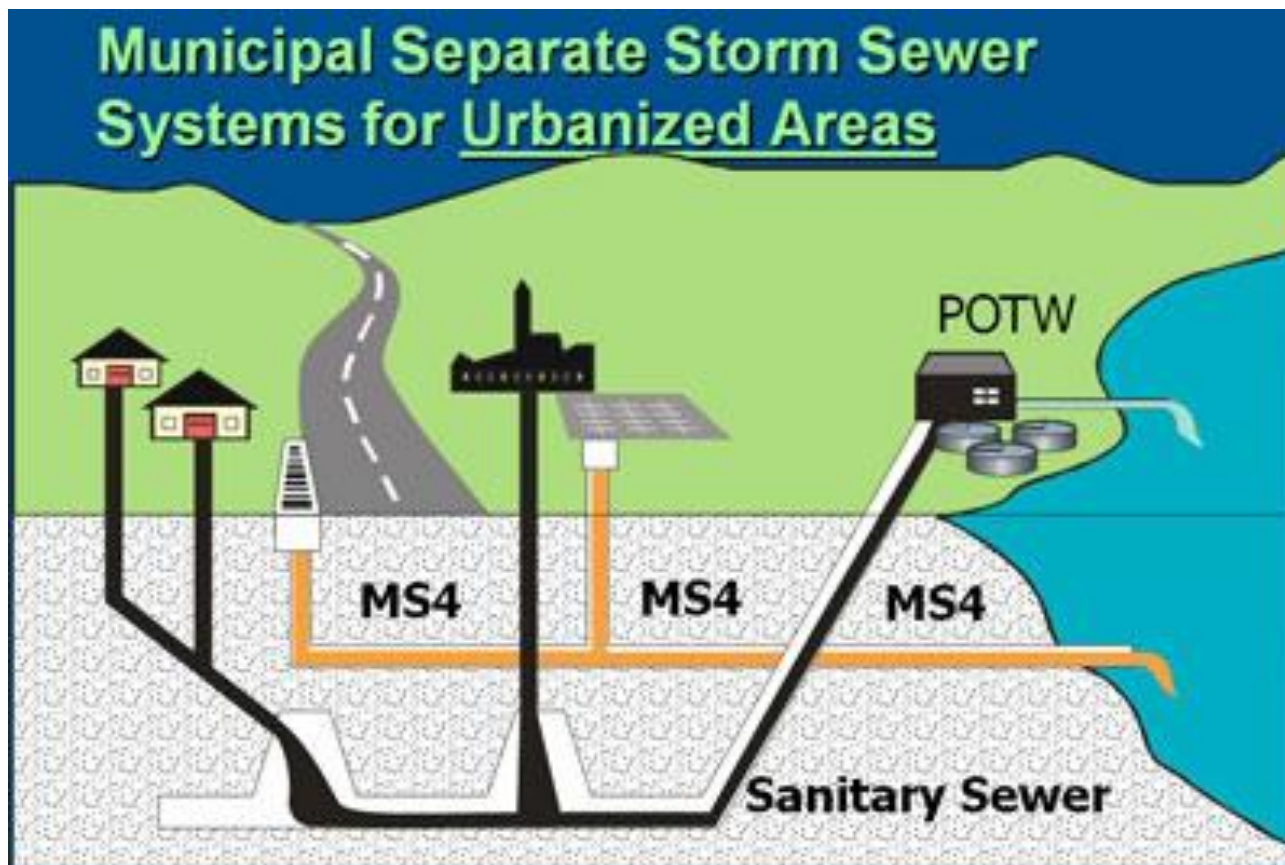 Municipal Separate Storm Sewer
Systems for Urbanized Areas
POTW
MS4
MS4
MS4
Sanitary Sewer